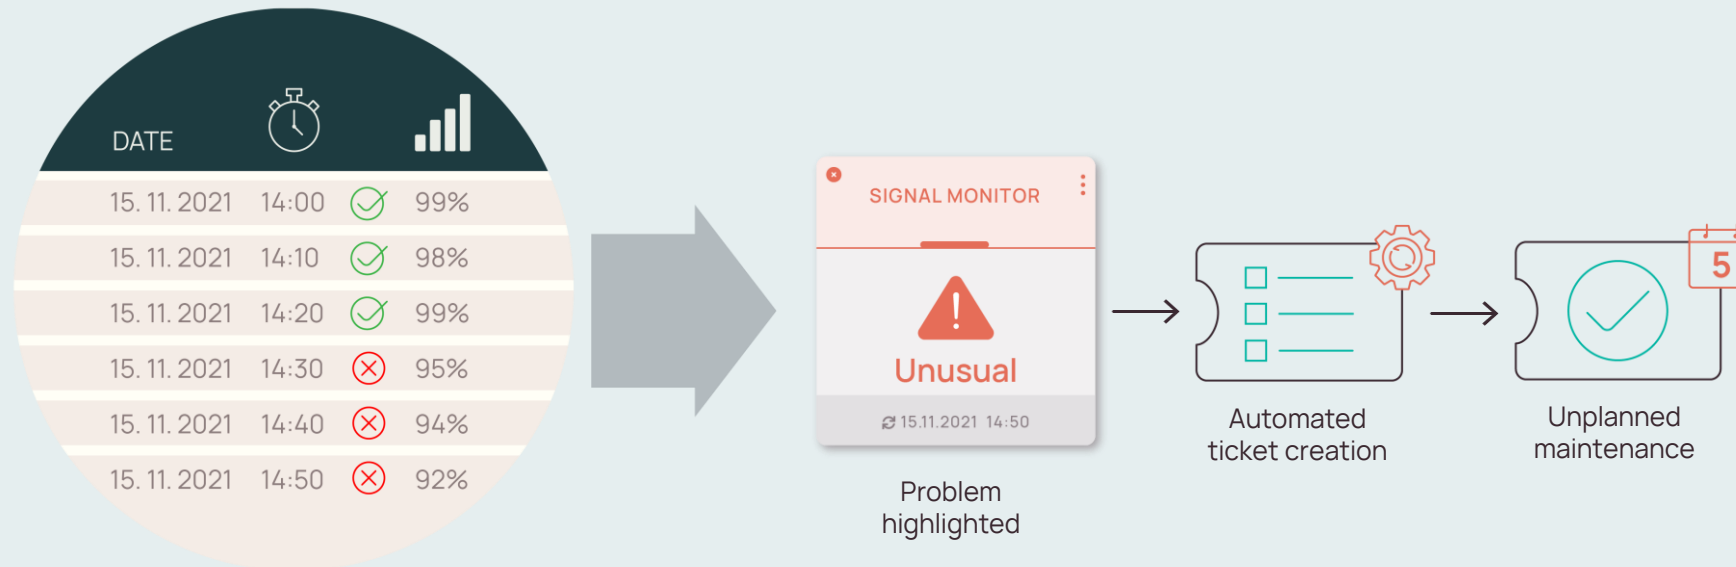 DATE
15. 11. 2021 14:00 99%
15. 11. 2021 14:10 98%
15. 11. 2021 14:20 99%
15. 11. 2021 14:30 95%
15. 11. 2021 14:40 94%
15. 11. 2021 14:50 92%
SIGNAL MONITOR
!
Unusual
15.11.2021 14:50
Problem
highlighted
Automated
ticket creation
5
Unplanned
maintenance